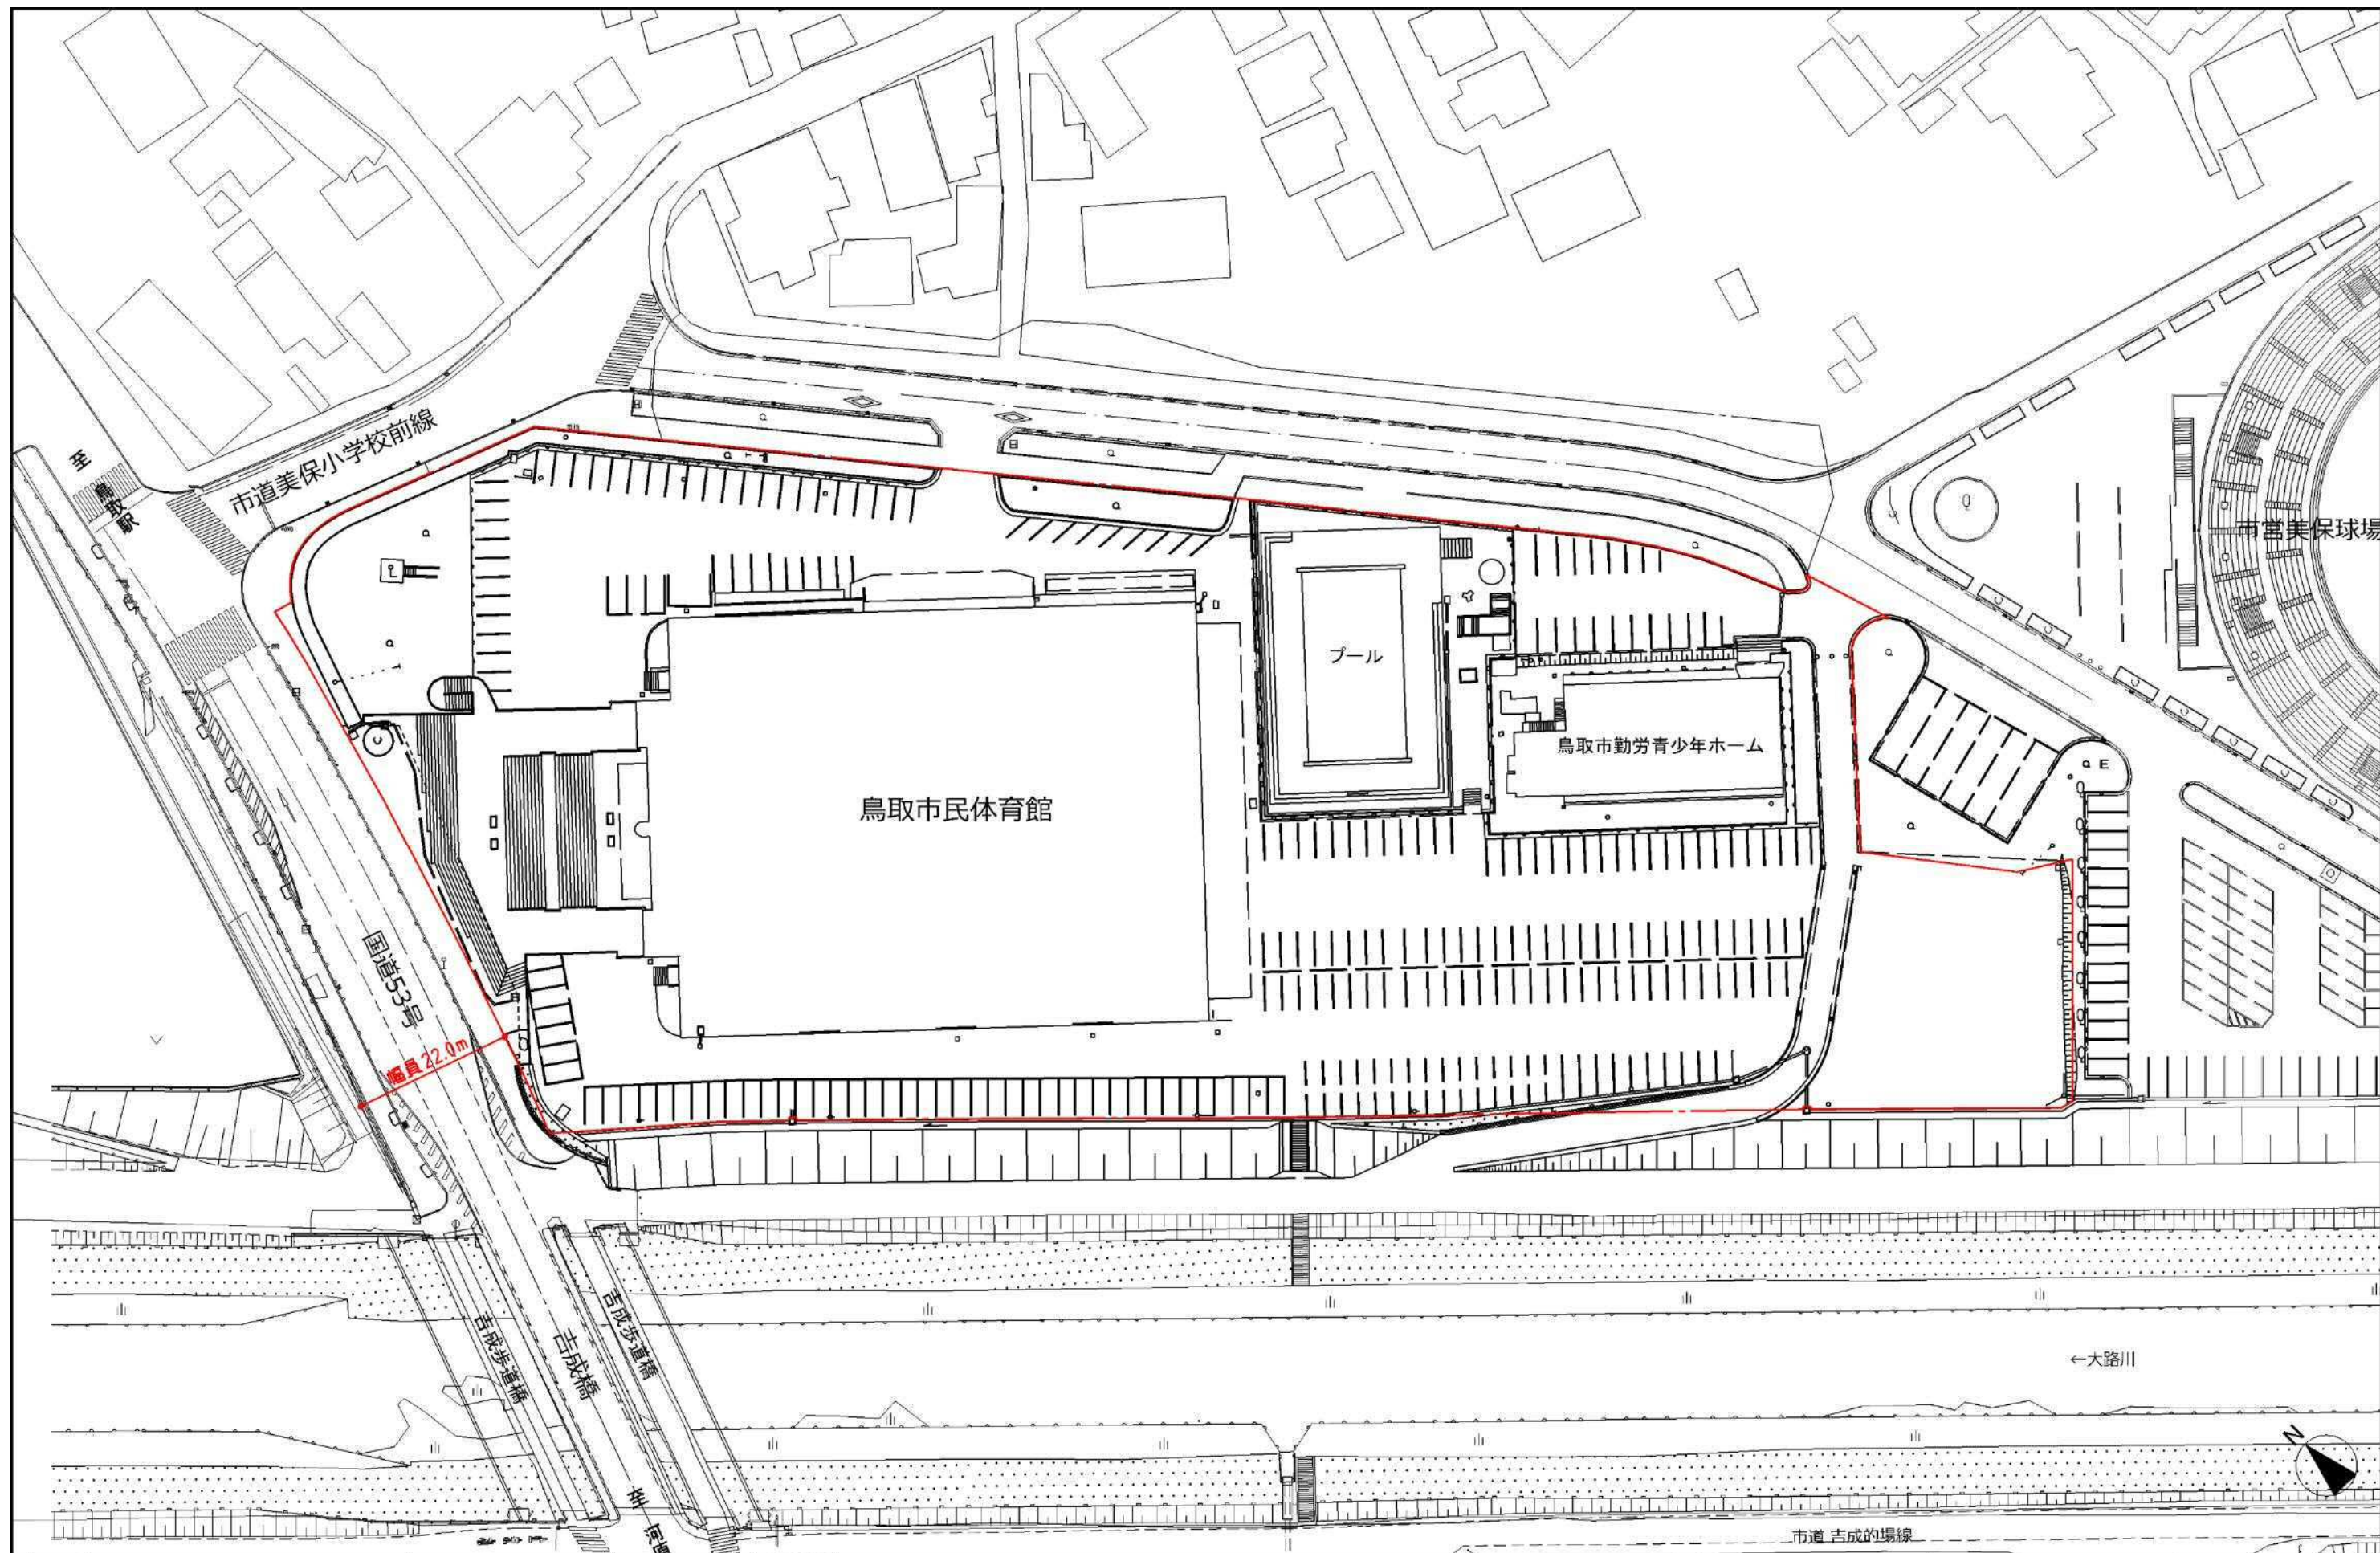 市道美保小学校前線
至
鳥取駅
市営美保球場
プール
鳥取市勤労青少年ホーム
鳥取市民体育館
国道53号
幅員22.0m
吉成歩道橋
吉成橋
吉成歩道橋
←大路川
N
至
市道 吉成的場線